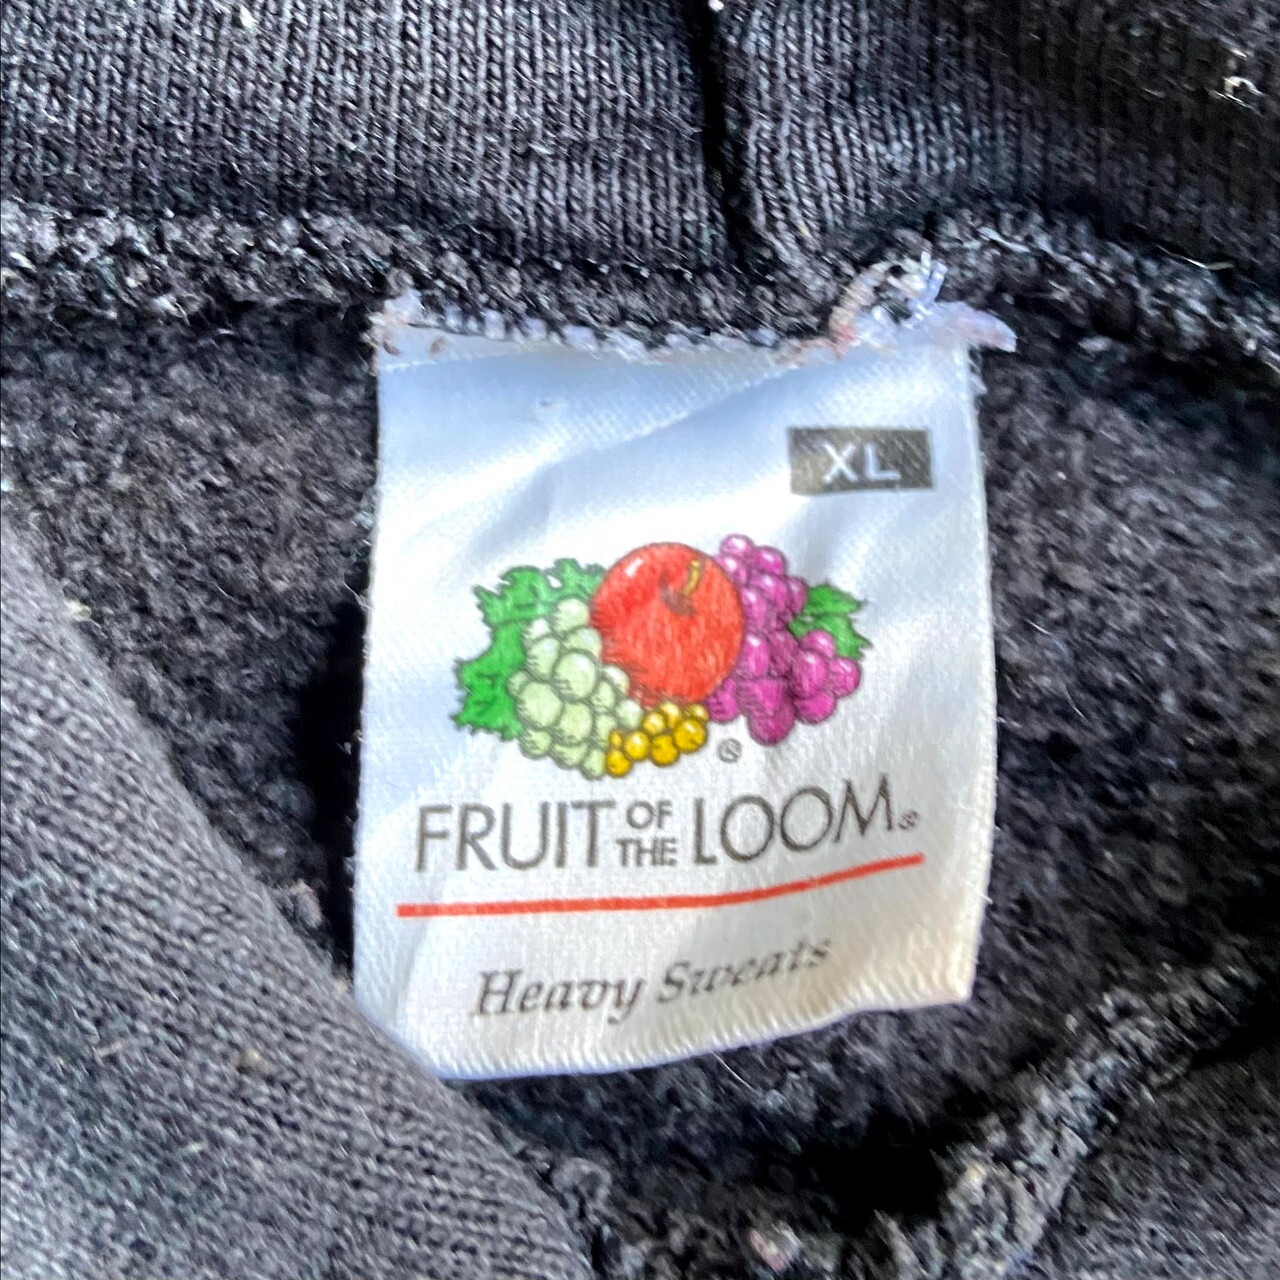 XL
®
FRUIT OF THE LOOM®
Heavy Sweats